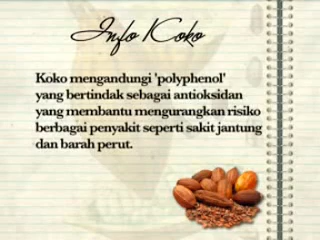 Info Koko
Koko mengandungi 'polyphenol'
yang bertindak sebagai antioksidan
yang membantu mengurangkan risiko
berbagai penyakit seperti sakit jantung
dan barah perut.